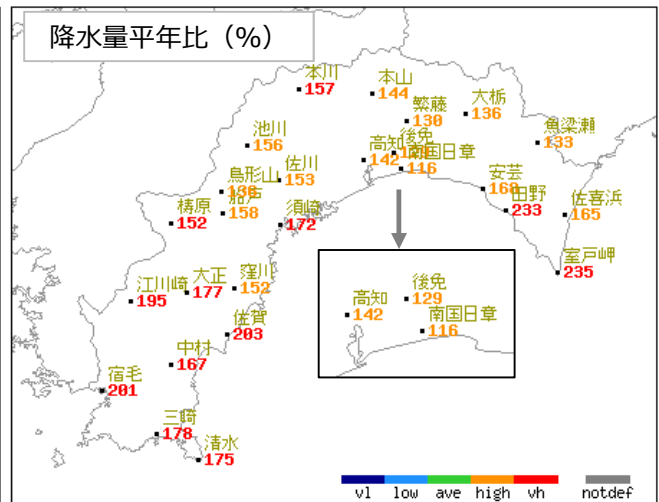 降水量平年比（%）
本川
157
本山
144
繁藤
130
大栃
136
魚梁瀬
133
池川
156
佐川
153
高知
142
後免
南国日章
116
安芸
168
田野
233
佐喜浜
165
室戸岬
235
鳥形山
船戸
158
須崎
172
梼原
152
江川崎
195
大正
177
窪川
152
佐賀
203
中村
167
宿毛
201
三崎
178
清水
175
高知
142
後免
129
南国日章
116
vl low ave high vh notdef